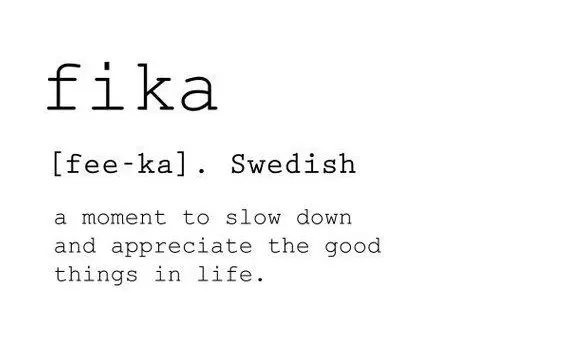 fika
[fee-ka]. Swedish
a moment to slow down
and appreciate the good
things in life.